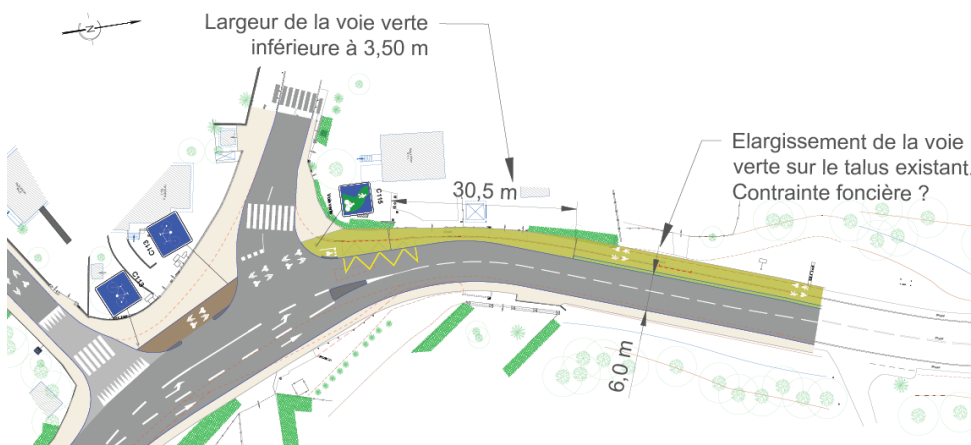 Largeur de la voie verte
inférieure à 3,50 m
N
Elargissement de la voie
verte sur le talus existant.
Contrainte foncière ?
30,5 m
C115
C113
6,0 m